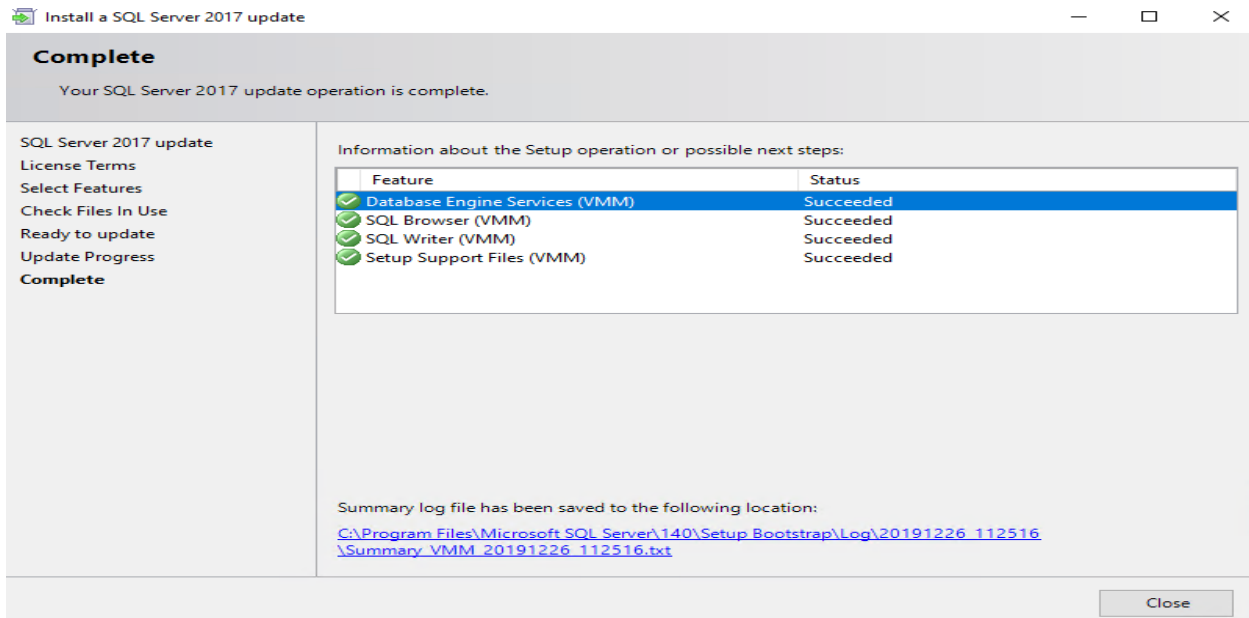 Install a SQL Server 2017 update
Complete
Your SQL Server 2017 update operation is complete.
SQL Server 2017 update
License Terms
Select Features
Check Files In Use
Ready to update
Update Progress
Complete
Information about the Setup operation or possible next steps:
Feature Status
Database Engine Services (VMM) Succeeded
SQL Browser (VMM) Succeeded
SQL Writer (VMM) Succeeded
Setup Support Files (VMM) Succeeded
Summary log file has been saved to the following location:
C:\Program Files\Microsoft SQL Server\140\Setup Bootstrap\Log\20191226_112516
\Summary_VMM_20191226_112516.txt
Close